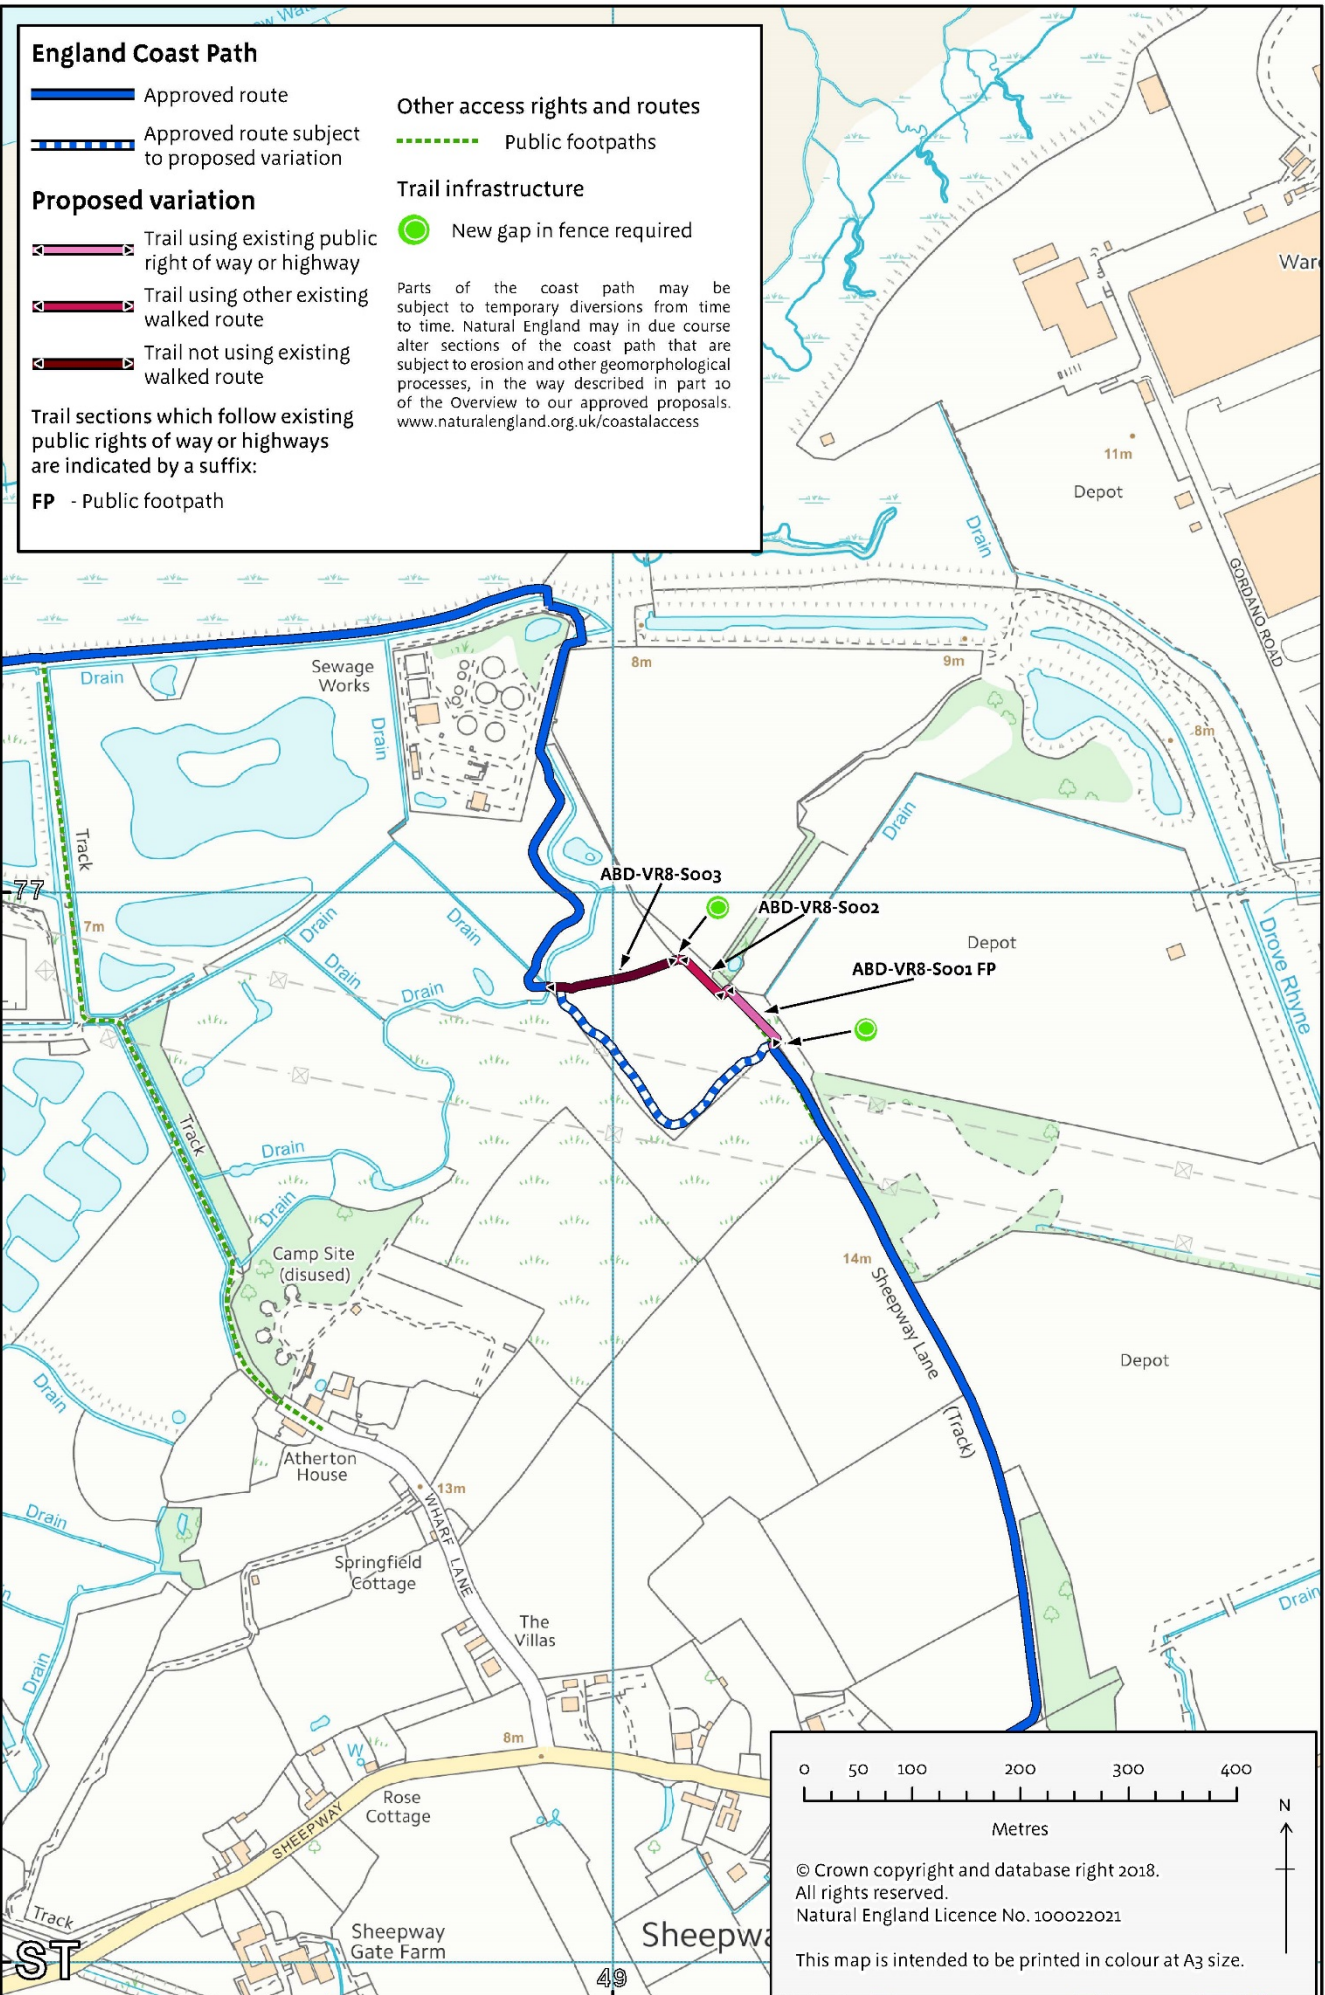 England Coast Path
Approved route
Approved route subject
to proposed variation
Proposed variation
Trail using existing public
right of way or highway
Trail using other existing
walked route
Trail not using existing
walked route
Trail sections which follow existing
public rights of way or highways
are indicated by a suffix:
FP - Public footpath
Other access rights and routes
Public footpaths
Trail infrastructure
New gap in fence required
Parts of the coast path may be
subject to temporary diversions from time
to time. Natural England may in due course
alter sections of the coast path that are
subject to erosion and other geomorphological
processes, in the way described in part 10
of the Overview to our approved proposals.
www.naturalengland.org.uk/coastalaccess
11m
Depot
Drain
GORDANO ROAD
Sewage
Works
8m
9m
Drain
Drain
8m
Drain
Track
ABD-VR8-S003
77
ABD-VR8-S002
7m
Drain
Drain
Depot
Drove Rhyne
Drain
ABD-VR8-S001 FP
Drain
Track
Drain
Drain
Camp Site
(disused)
14m
Sheepway Lane
(Track)
Depot
Drain
Atherton
House
13m
WHARF LANE
Drain
Springfield
Cottage
Drain
The
Villas
Drain
8m
W
Rose
Cottage
SHEEPWAY
Track
Sheepway
Gate Farm
ST
49
0 50 100 200 300 400
Metres
N
© Crown copyright and database right 2018.
All rights reserved.
Natural England Licence No. 100022021
This map is intended to be printed in colour at A3 size.